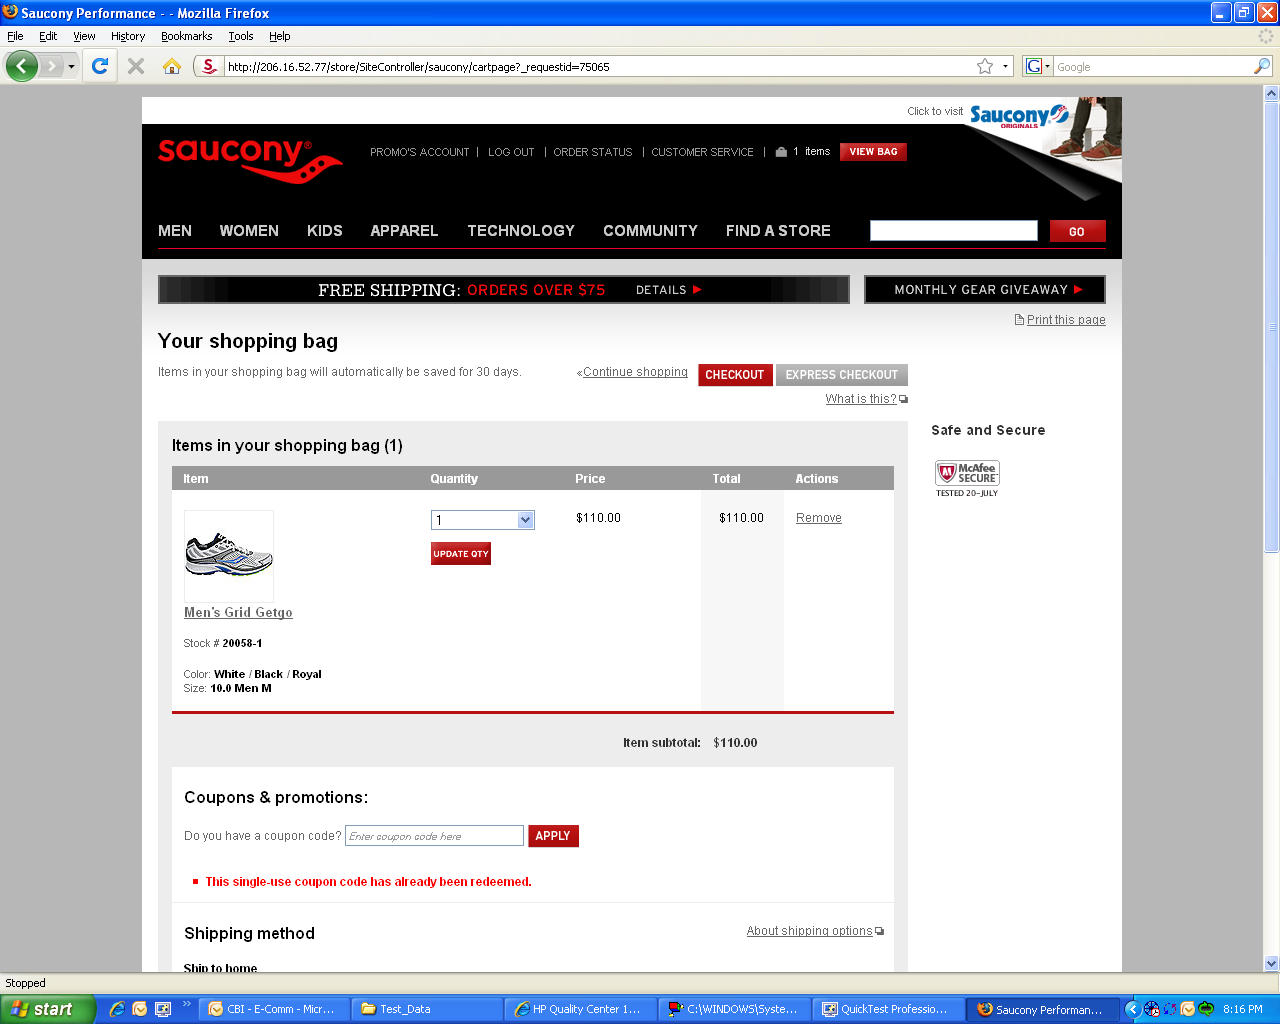 Saucony Performance - - Mozilla Firefox
File Edit View History Bookmarks Tools Help
http://206.16.52.77/store/SiteController/saucony/cartpage?_requestid=75065
Google
Click to visit Saucony ORIGINALS
saucony
PROMO'S ACCOUNT | LOG OUT | ORDER STATUS | CUSTOMER SERVICE | 1 items VIEW BAG
MEN WOMEN KIDS APPAREL TECHNOLOGY COMMUNITY FIND A STORE GO
FREE SHIPPING: ORDERS OVER $75 DETAILS MONTHLY GEAR GIVEAWAY
Print this page
Your shopping bag
Items in your shopping bag will automatically be saved for 30 days. «Continue shopping CHECKOUT EXPRESS CHECKOUT
What is this?
Safe and Secure
Items in your shopping bag (1)
McAfee SECURE™
TESTED 20-JULY
Item Quantity Price Total Actions
1 $110.00 $110.00 Remove
UPDATE QTY
Men's Grid Getgo
Stock # 20058-1
Color: White / Black / Royal
Size: 10.0 Men M
Item subtotal: $110.00
Coupons & promotions:
Do you have a coupon code? Enter coupon code here APPLY
This single-use coupon code has already been redeemed.
Shipping method About shipping options
Ship to home
Stopped
start CBI - E-Comm - Micr... Test_Data HP Quality Center 1... C:\WINDOWS\Syste... QuickTest Professio... Saucony Performan... 8:16 PM